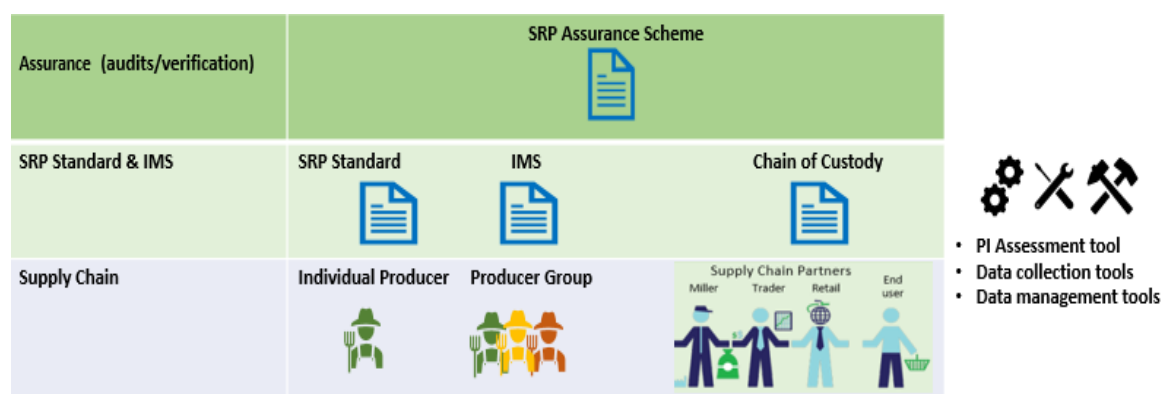 SRP Assurance Scheme
Assurance (audits/verification)
SRP Standard & IMS
SRP Standard
IMS
Chain of Custody
Supply Chain
Individual Producer
Producer Group
Supply Chain Partners
Miller
Trader
Retail
End
user
• PI Assessment tool
• Data collection tools
• Data management tools